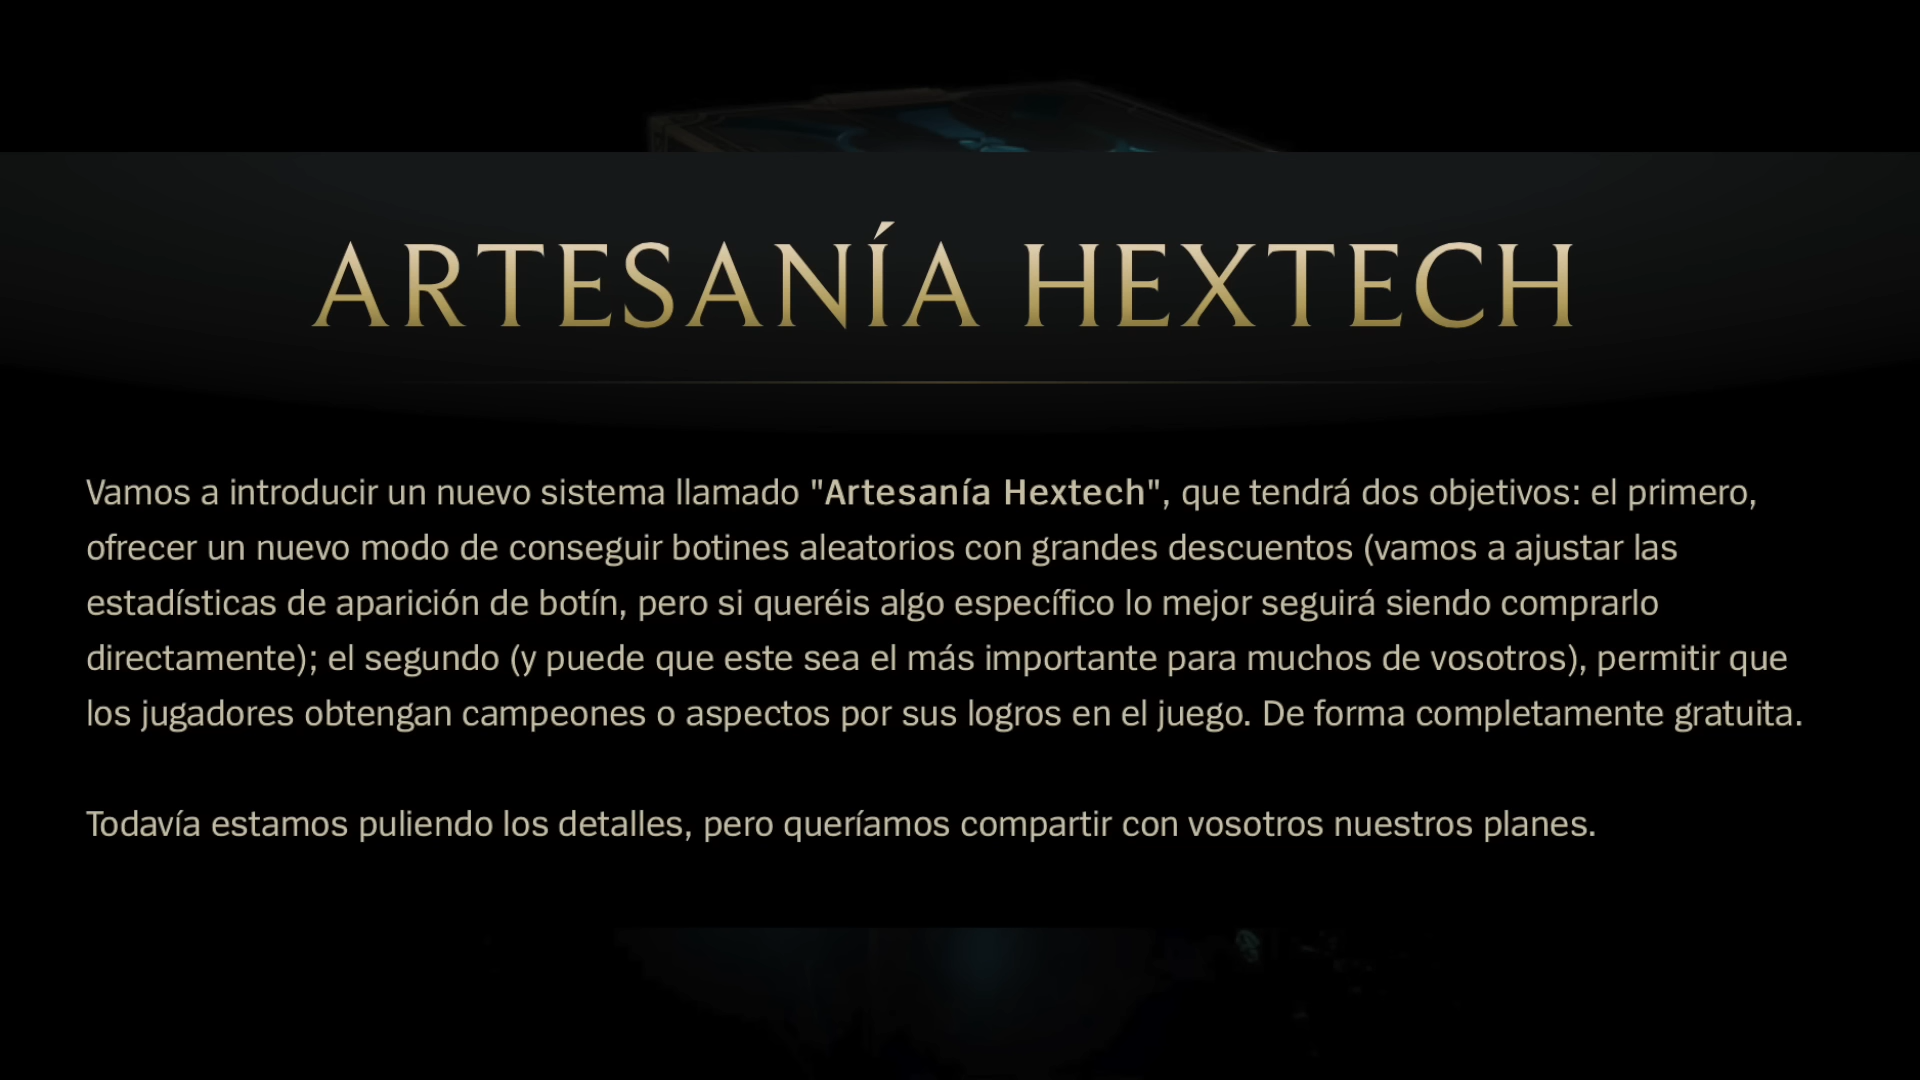 ARTESANÍA HEXTECH
Vamos a introducir un nuevo sistema llamado "Artesanía Hextech", que tendrá dos objetivos: el primero,
ofrecer un nuevo modo de conseguir botines aleatorios con grandes descuentos (vamos a ajustar las
estadísticas de aparición de botín, pero si queréis algo específico lo mejor seguirá siendo comprarlo
directamente); el segundo (y puede que este sea el más importante para muchos de vosotros), permitir que
los jugadores obtengan campeones o aspectos por sus logros en el juego. De forma completamente gratuita.
Todavía estamos puliendo los detalles, pero queríamos compartir con vosotros nuestros planes.